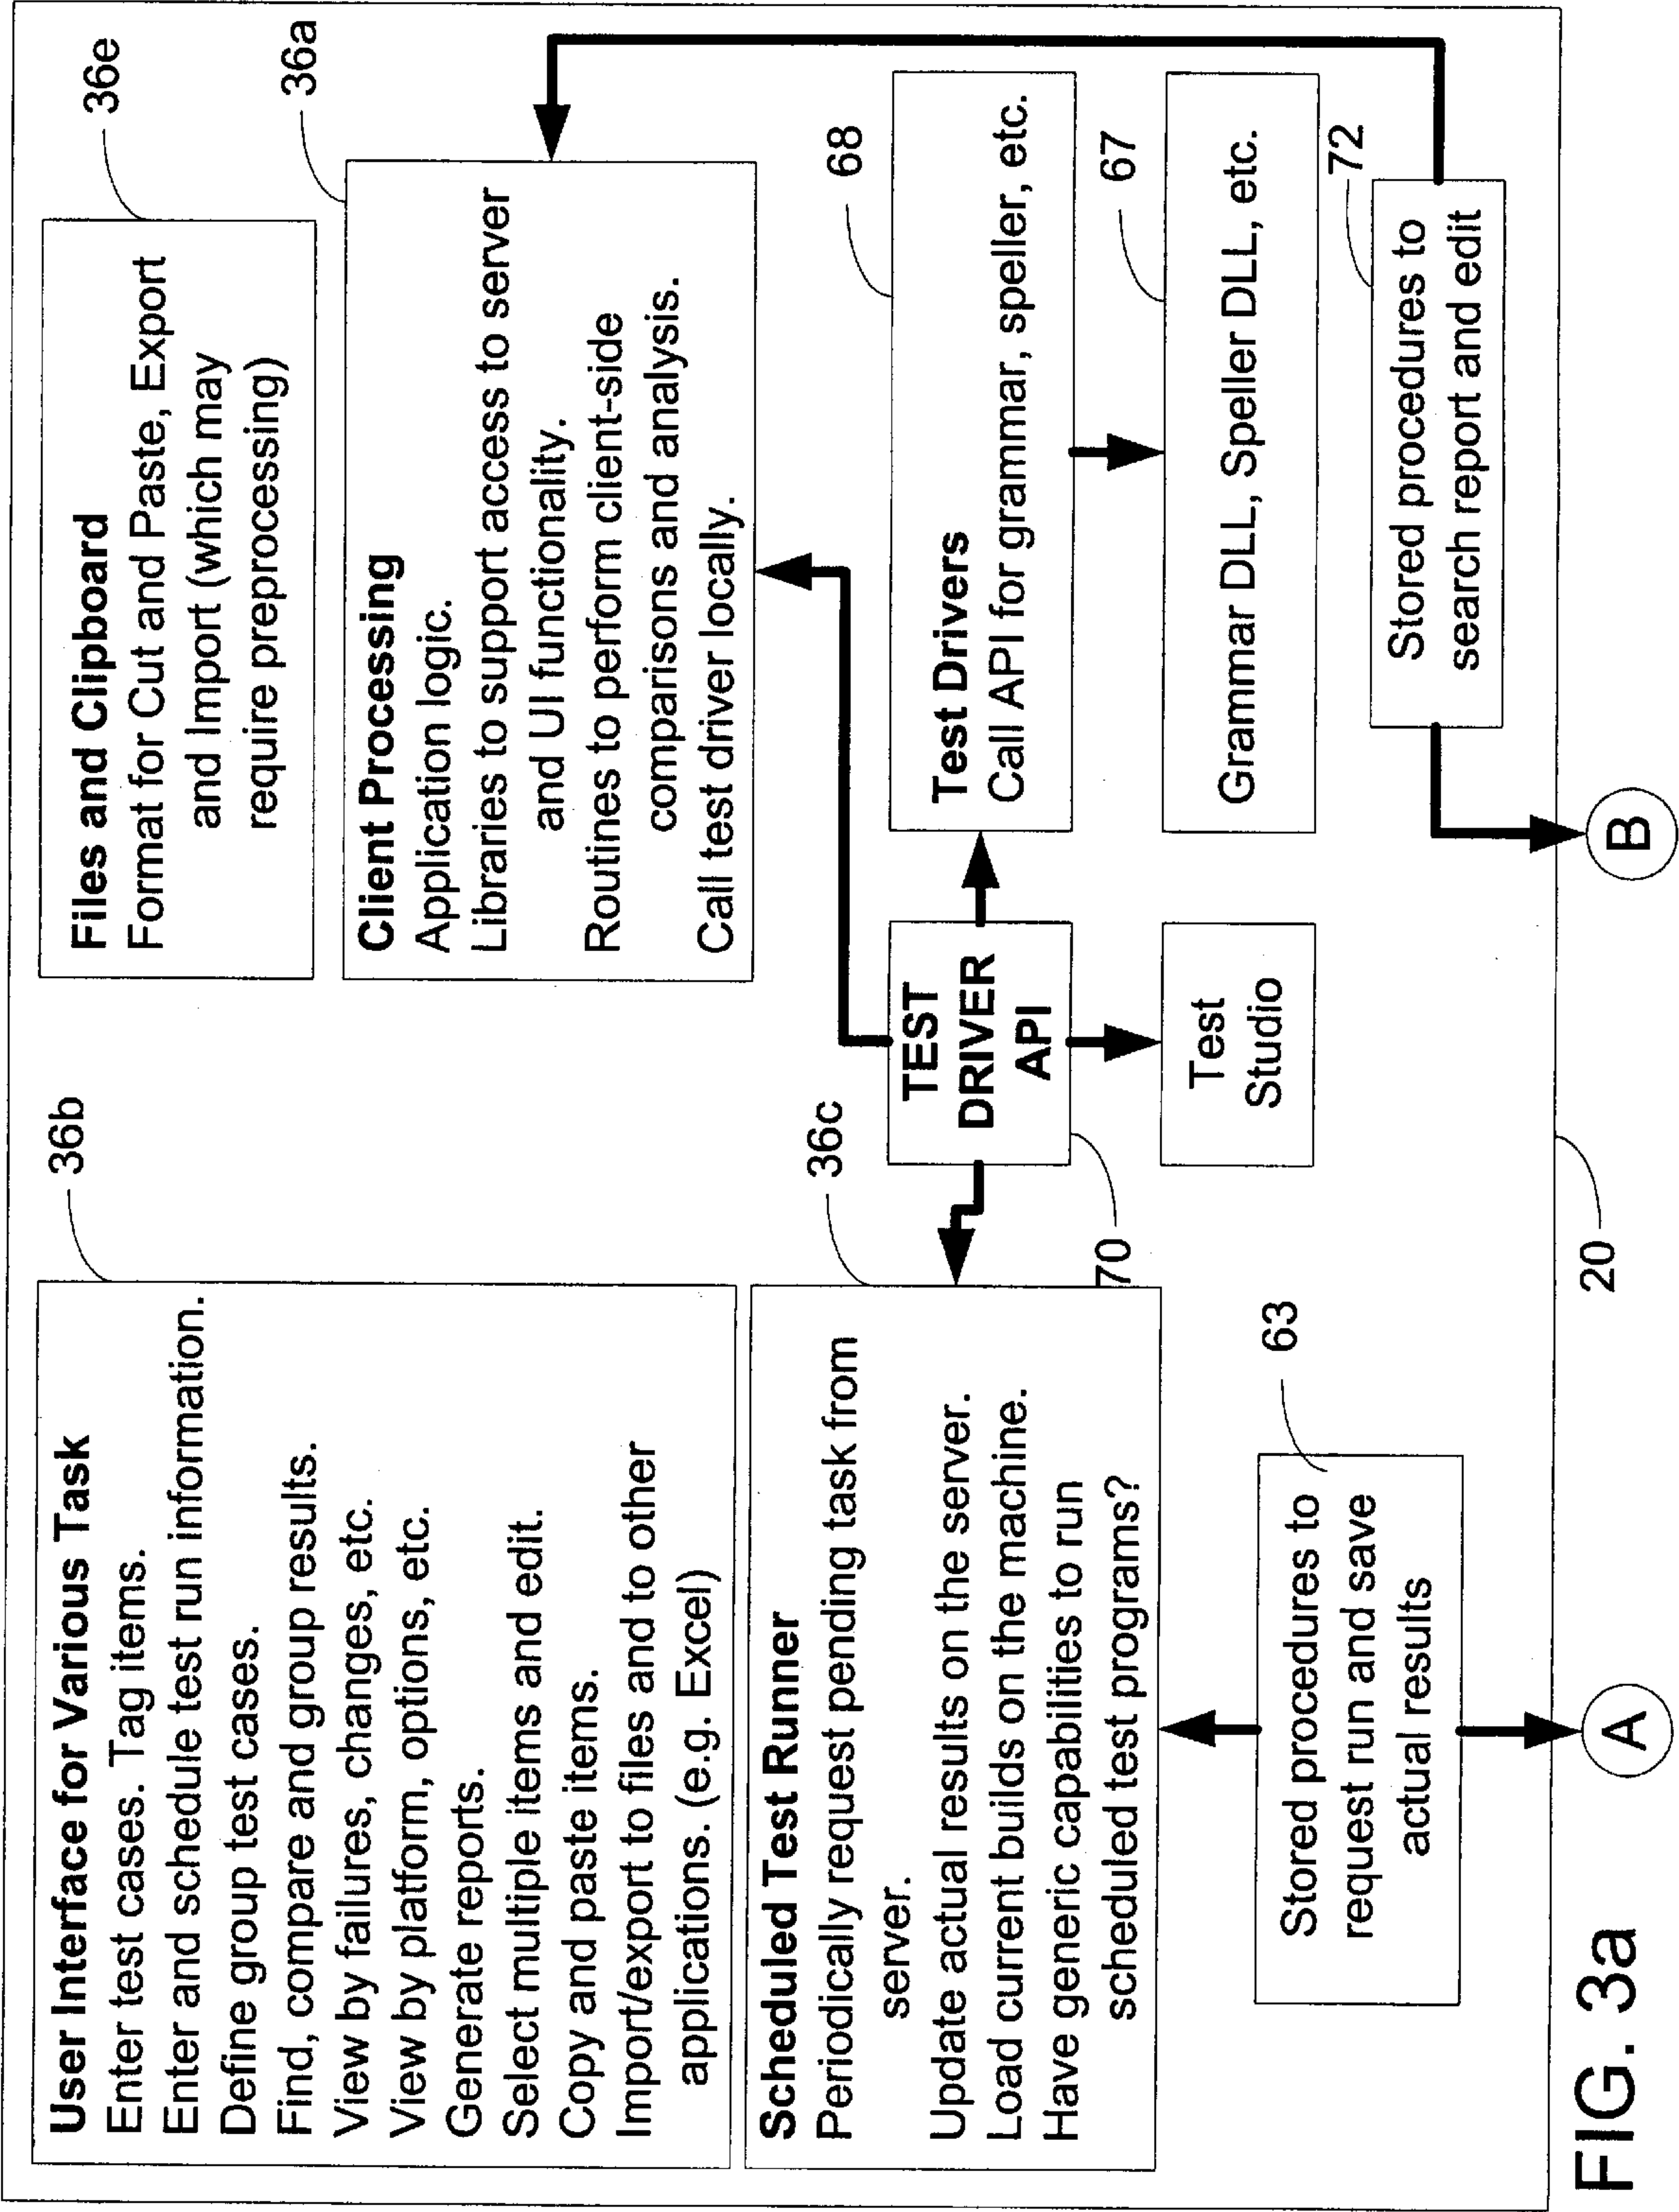 36b
User Interface for Various Task
Enter test cases. Tag items.
Enter and schedule test run information.
Define group test cases.
Find, compare and group results.
View by failures, changes, etc.
View by platform, options, etc.
Generate reports.
Select multiple items and edit.
Copy and paste items.
Import/export to files and to other
applications. (e.g. Excel)
36e
Files and Clipboard
Format for Cut and Paste, Export
and Import (which may
require preprocessing)
36a
Client Processing
Application logic.
Libraries to support access to server
and UI functionality.
Routines to perform client-side
comparisons and analysis.
Call test driver locally.
36c
Scheduled Test Runner
Periodically request pending task from
server.
Update actual results on the server.
Load current builds on the machine.
Have generic capabilities to run
scheduled test programs?
TEST
DRIVER
API
70
68
Test Drivers
Call API for grammar, speller, etc.
67
Grammar DLL, Speller DLL, etc.
Test
Studio
63
Stored procedures to
request run and save
actual results
72
Stored procedures to
search report and edit
20
A
B
FIG. 3a